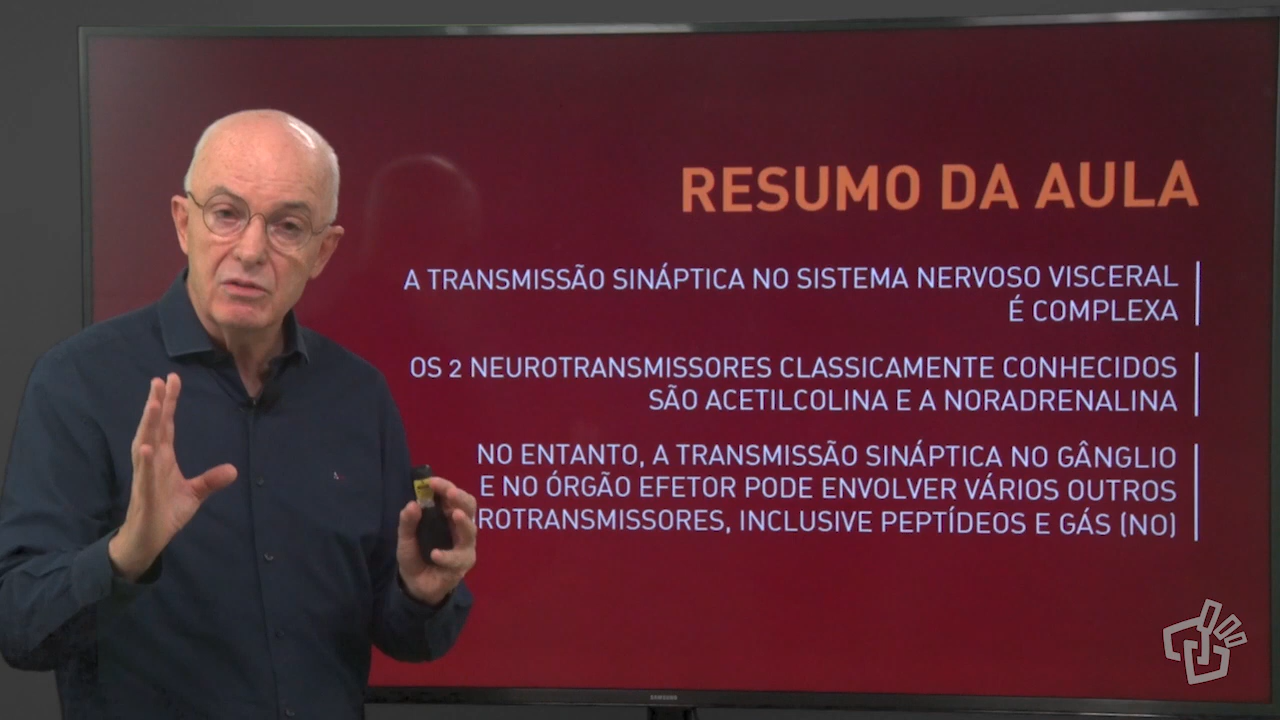 RESUMO DA AULA
A TRANSMISSÃO SINÁPTICA NO SISTEMA NERVOSO VISCERAL
É COMPLEXA
OS 2 NEUROTRANSMISSORES CLASSICAMENTE CONHECIDOS
SÃO ACETILCOLINA E A NORADRENALINA
NO ENTANTO, A TRANSMISSÃO SINÁPTICA NO GÂNGLIO
E NO ÓRGÃO EFETOR PODE ENVOLVER VÁRIOS OUTROS
ROTRANSMISSORES, INCLUSIVE PEPTÍDEOS E GÁS (NO)
SAMSUNG